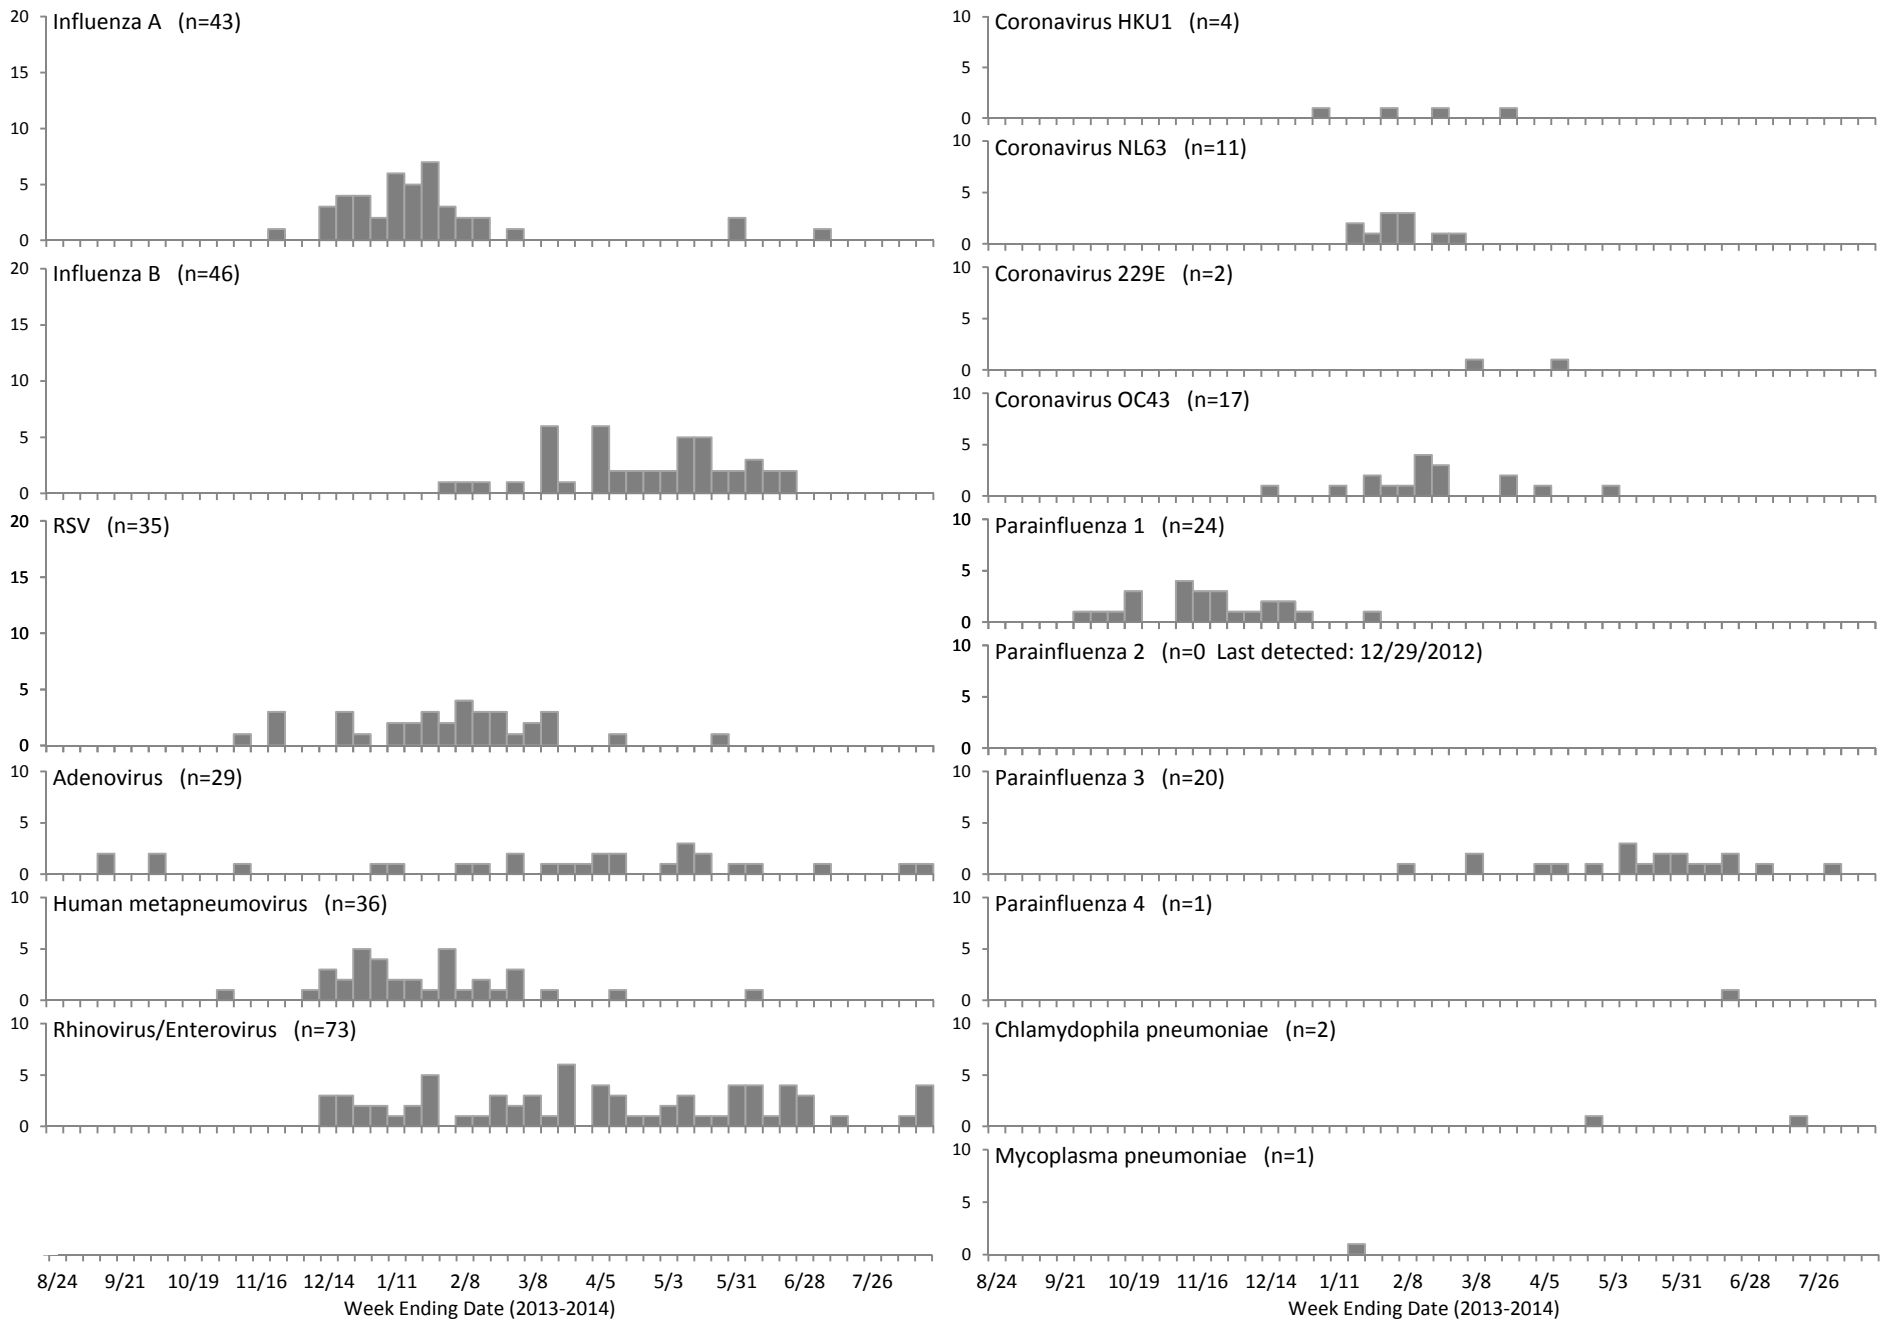 Influenza A (n=43)
20
15
10
5
0
Influenza B (n=46)
20
15
10
5
0
RSV (n=35)
20
15
10
5
0
Adenovirus (n=29)
10
5
0
Human metapneumovirus (n=36)
10
5
0
Rhinovirus/Enterovirus (n=73)
10
5
0
8/24 9/21 10/19 11/16 12/14 1/11 2/8 3/8 4/5 5/3 5/31 6/28 7/26
Week Ending Date (2013-2014)
Coronavirus HKU1 (n=4)
10
5
0
Coronavirus NL63 (n=11)
10
5
0
Coronavirus 229E (n=2)
10
5
0
Coronavirus OC43 (n=17)
10
5
0
Parainfluenza 1 (n=24)
10
5
0
Parainfluenza 2 (n=0 Last detected: 12/29/2012)
10
5
0
Parainfluenza 3 (n=20)
10
5
0
Parainfluenza 4 (n=1)
10
5
0
Chlamydophila pneumoniae (n=2)
10
5
0
Mycoplasma pneumoniae (n=1)
10
5
0
8/24 9/21 10/19 11/16 12/14 1/11 2/8 3/8 4/5 5/3 5/31 6/28 7/26
Week Ending Date (2013-2014)